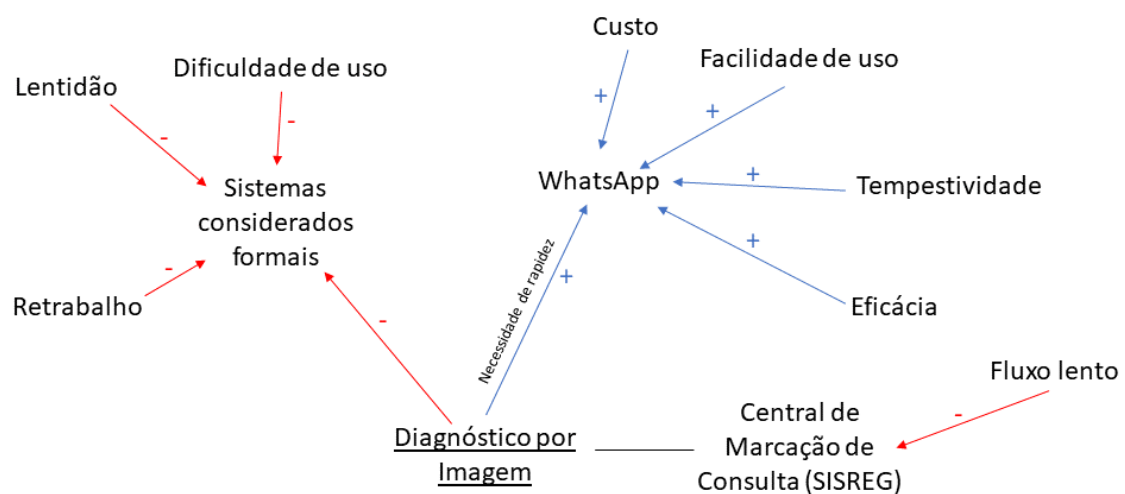 Custo
Dificuldade de uso
Facilidade de uso
Lentidão
+
+
-
-
WhatsApp
+
Tempestividade
Sistemas
considerados
formais
+
-
Necessidade de rapidez
+
Retrabalho
Eficácia
-
Fluxo lento
-
Diagnóstico por
Imagem
Central de
Marcação de
Consulta (SISREG)